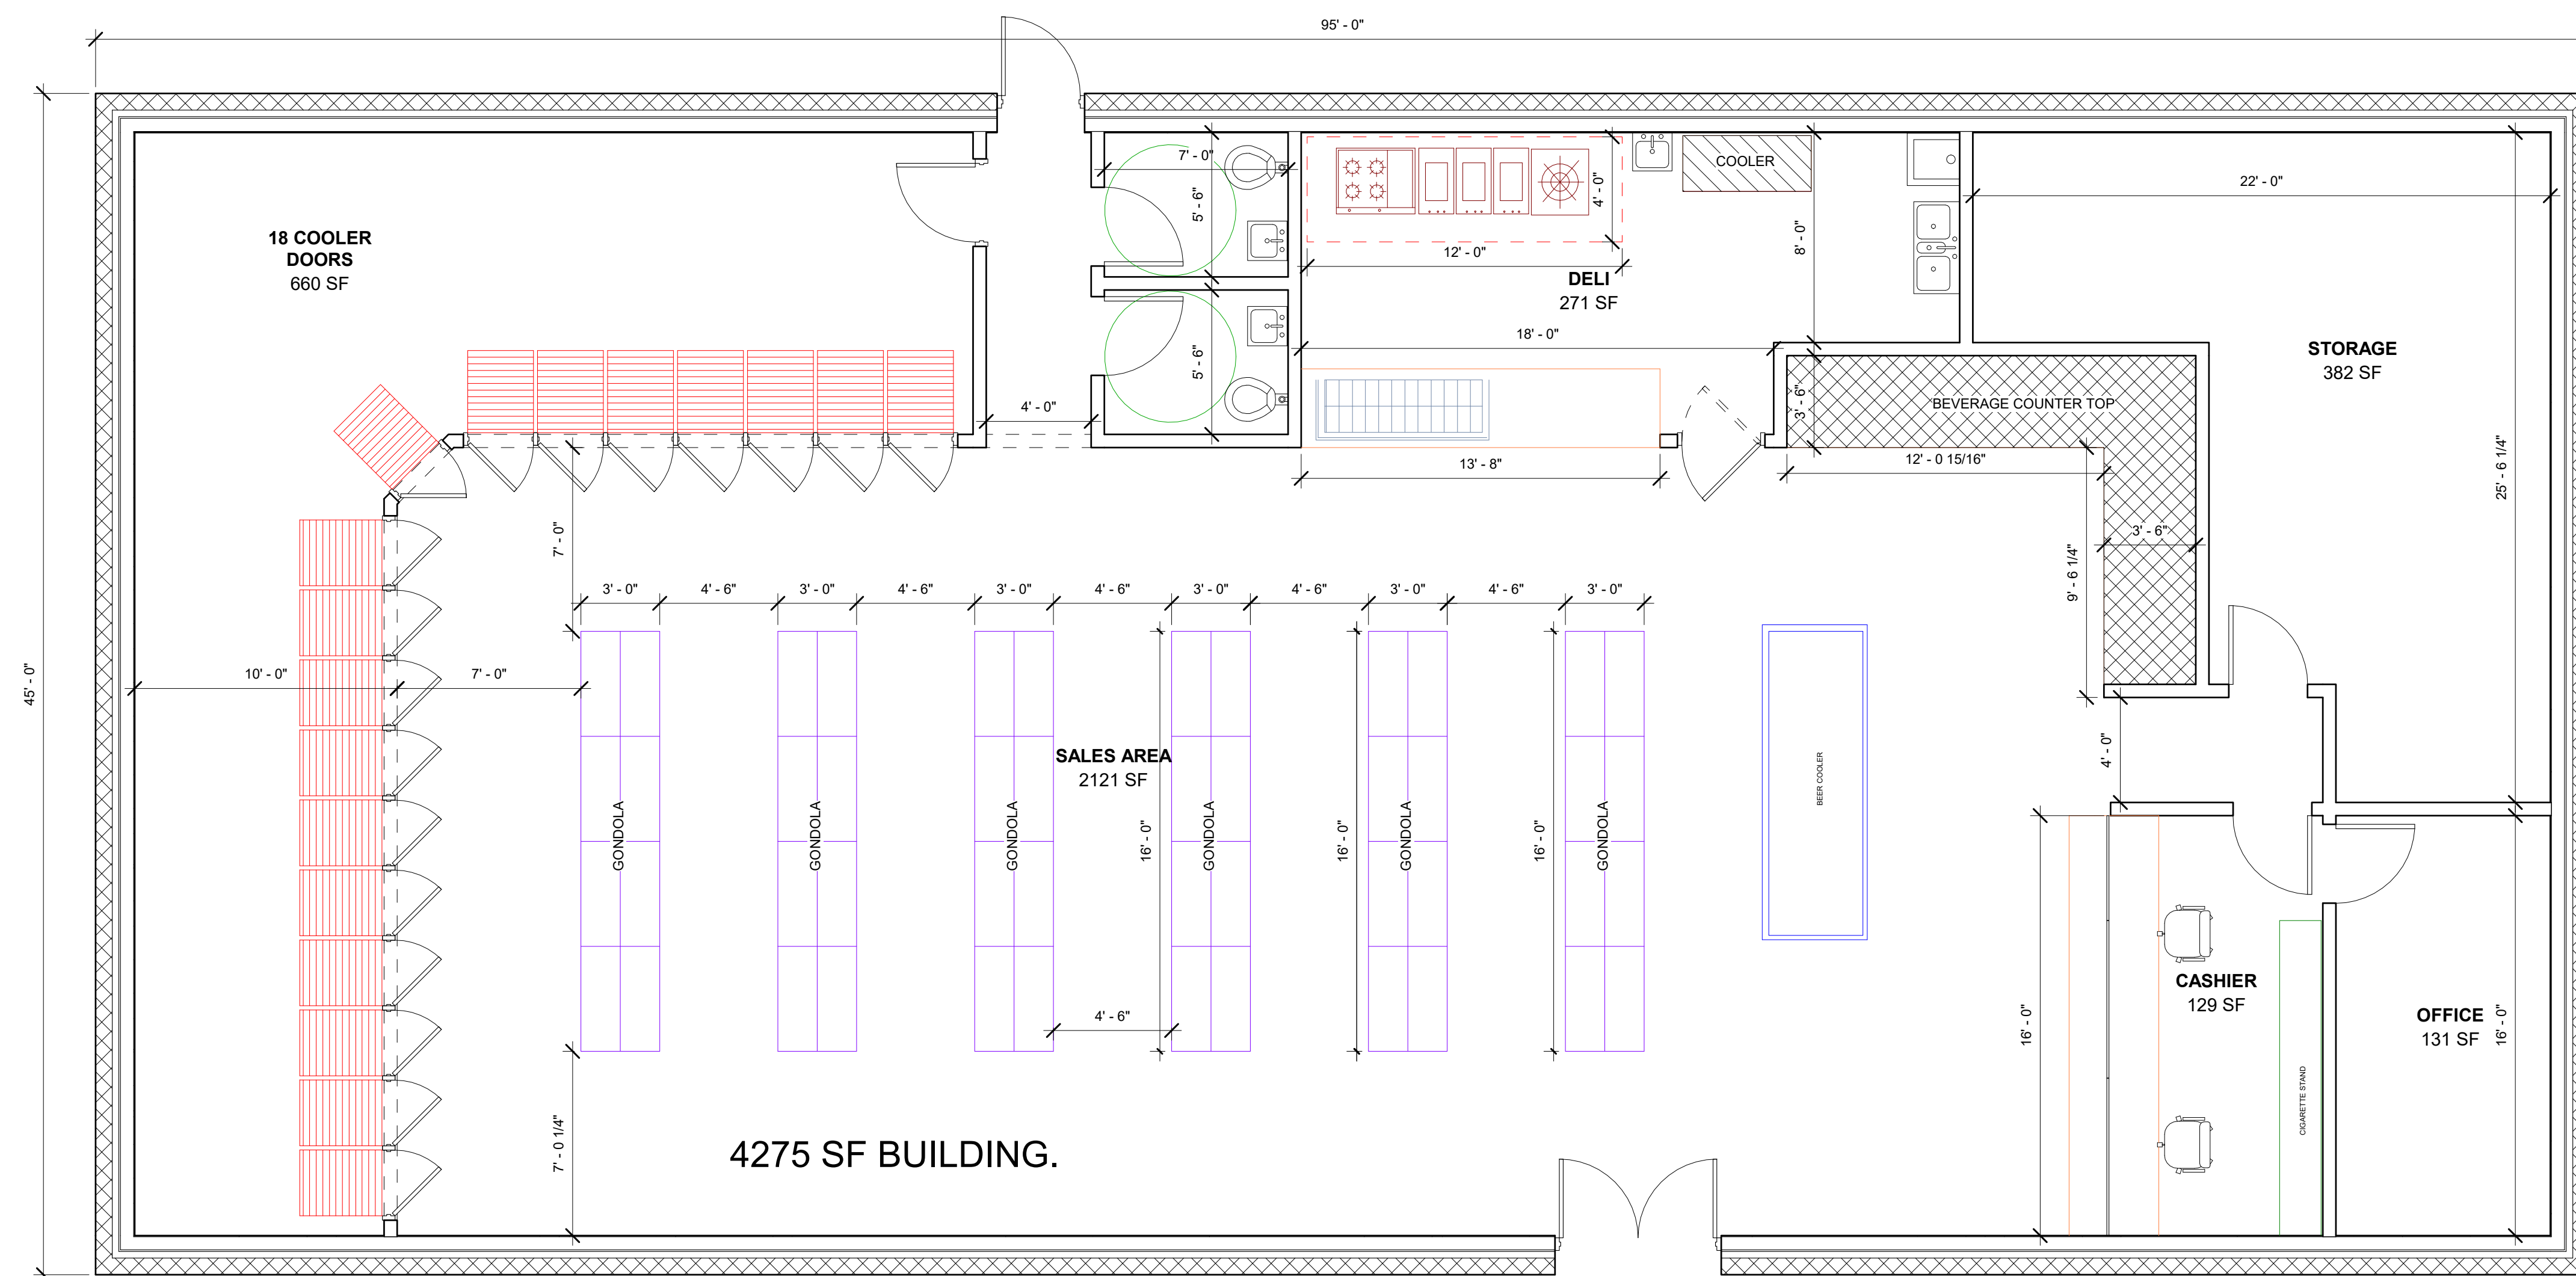 95' - 0"
7' - 0"
COOLER
22' - 0"
5' - 6"
4' - 0"
8' - 0"
18 COOLER
DOORS
660 SF
12' - 0"
DELI
271 SF
18' - 0"
STORAGE
382 SF
5' - 6"
4' - 0"
3' - 6"
BEVERAGE COUNTER TOP
13' - 8"
12' - 0 15/16"
25' - 6 1/4"
7' - 0"
3' - 6"
9' - 6 1/4"
3' - 0"
4' - 6"
3' - 0"
4' - 6"
3' - 0"
4' - 6"
3' - 0"
4' - 6"
3' - 0"
4' - 6"
3' - 0"
45' - 0"
10' - 0"
7' - 0"
SALES AREA
2121 SF
4' - 0"
BEER COOLER
GONDOLA
GONDOLA
GONDOLA
16' - 0"
GONDOLA
16' - 0"
GONDOLA
16' - 0"
GONDOLA
CASHIER
129 SF
OFFICE
131 SF
16' - 0"
16' - 0"
4' - 6"
CIGARETTE STAND
7' - 0 1/4"
4275 SF BUILDING.